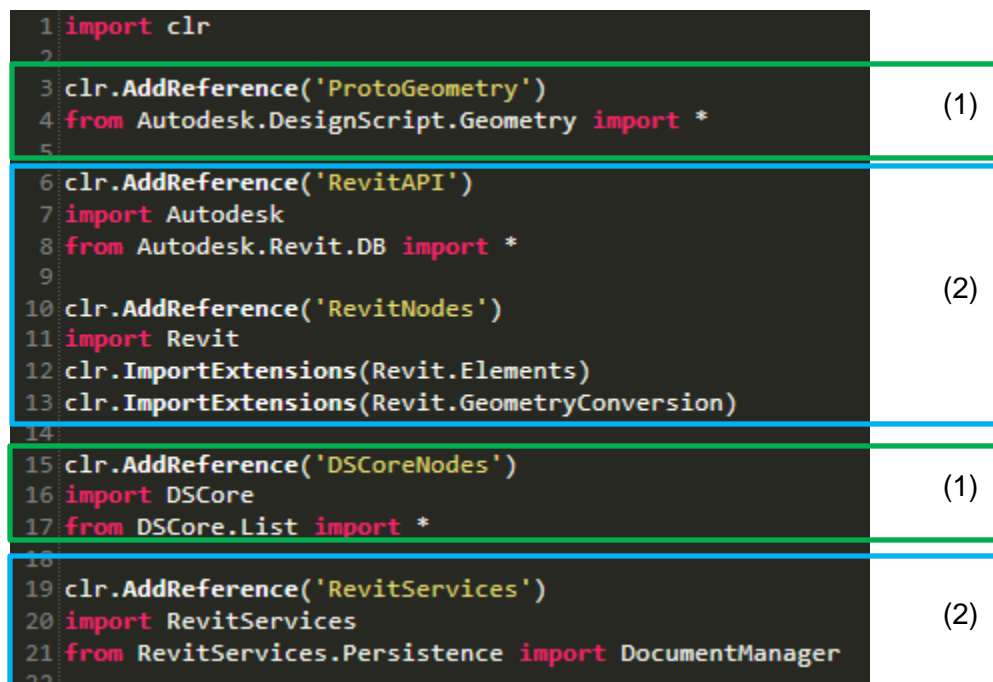 1 import clr
2
3 clr.AddReference('ProtoGeometry')
4 from Autodesk.DesignScript.Geometry import *
(1)
5
6 clr.AddReference('RevitAPI')
7 import Autodesk
8 from Autodesk.Revit.DB import *
9
(2)
10 clr.AddReference('RevitNodes')
11 import Revit
12 clr.ImportExtensions(Revit.Elements)
13 clr.ImportExtensions(Revit.GeometryConversion)
14
15 clr.AddReference('DSCoreNodes')
16 import DSCore
(1)
17 from DSCore.List import *
18
19 clr.AddReference('RevitServices')
20 import RevitServices
(2)
21 from RevitServices.Persistence import DocumentManager
22